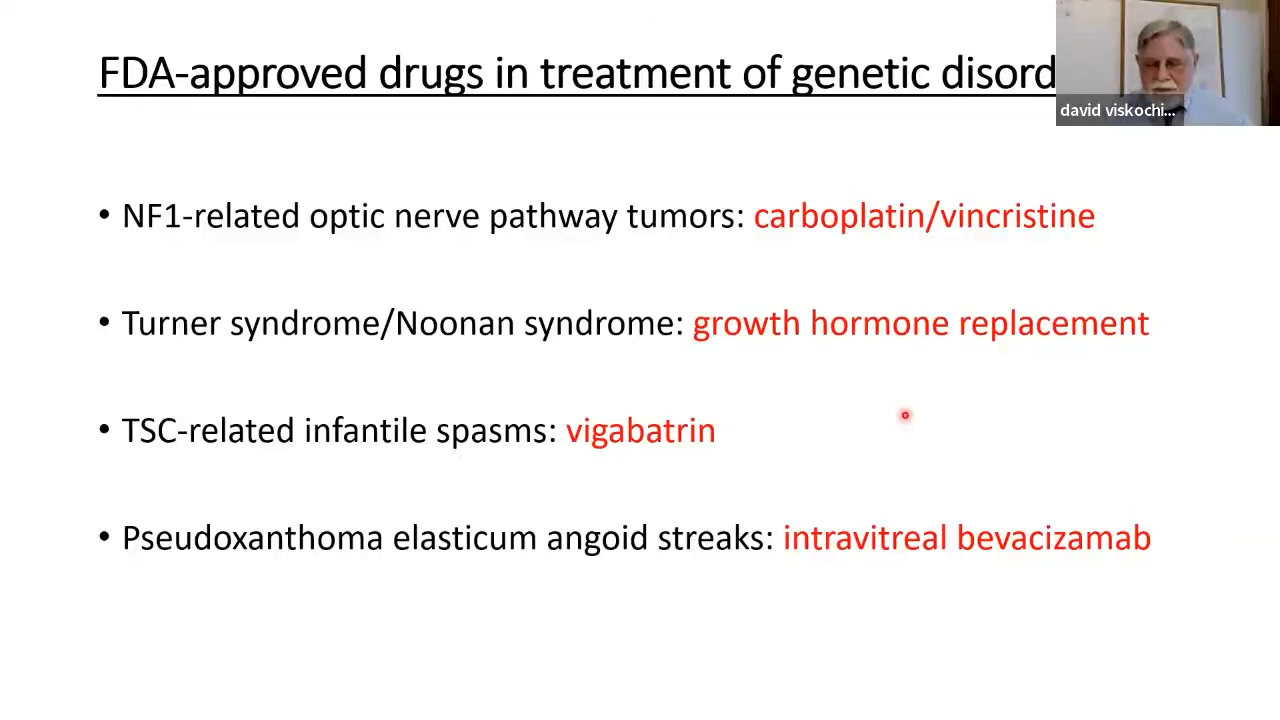 FDA-approved drugs in treatment of genetic disord
david viskochi...
• NF1-related optic nerve pathway tumors: carboplatin/vincristine
• Turner syndrome/Noonan syndrome: growth hormone replacement
• TSC-related infantile spasms: vigabatrin
• Pseudoxanthoma elasticum angoid streaks: intravitreal bevacizamab